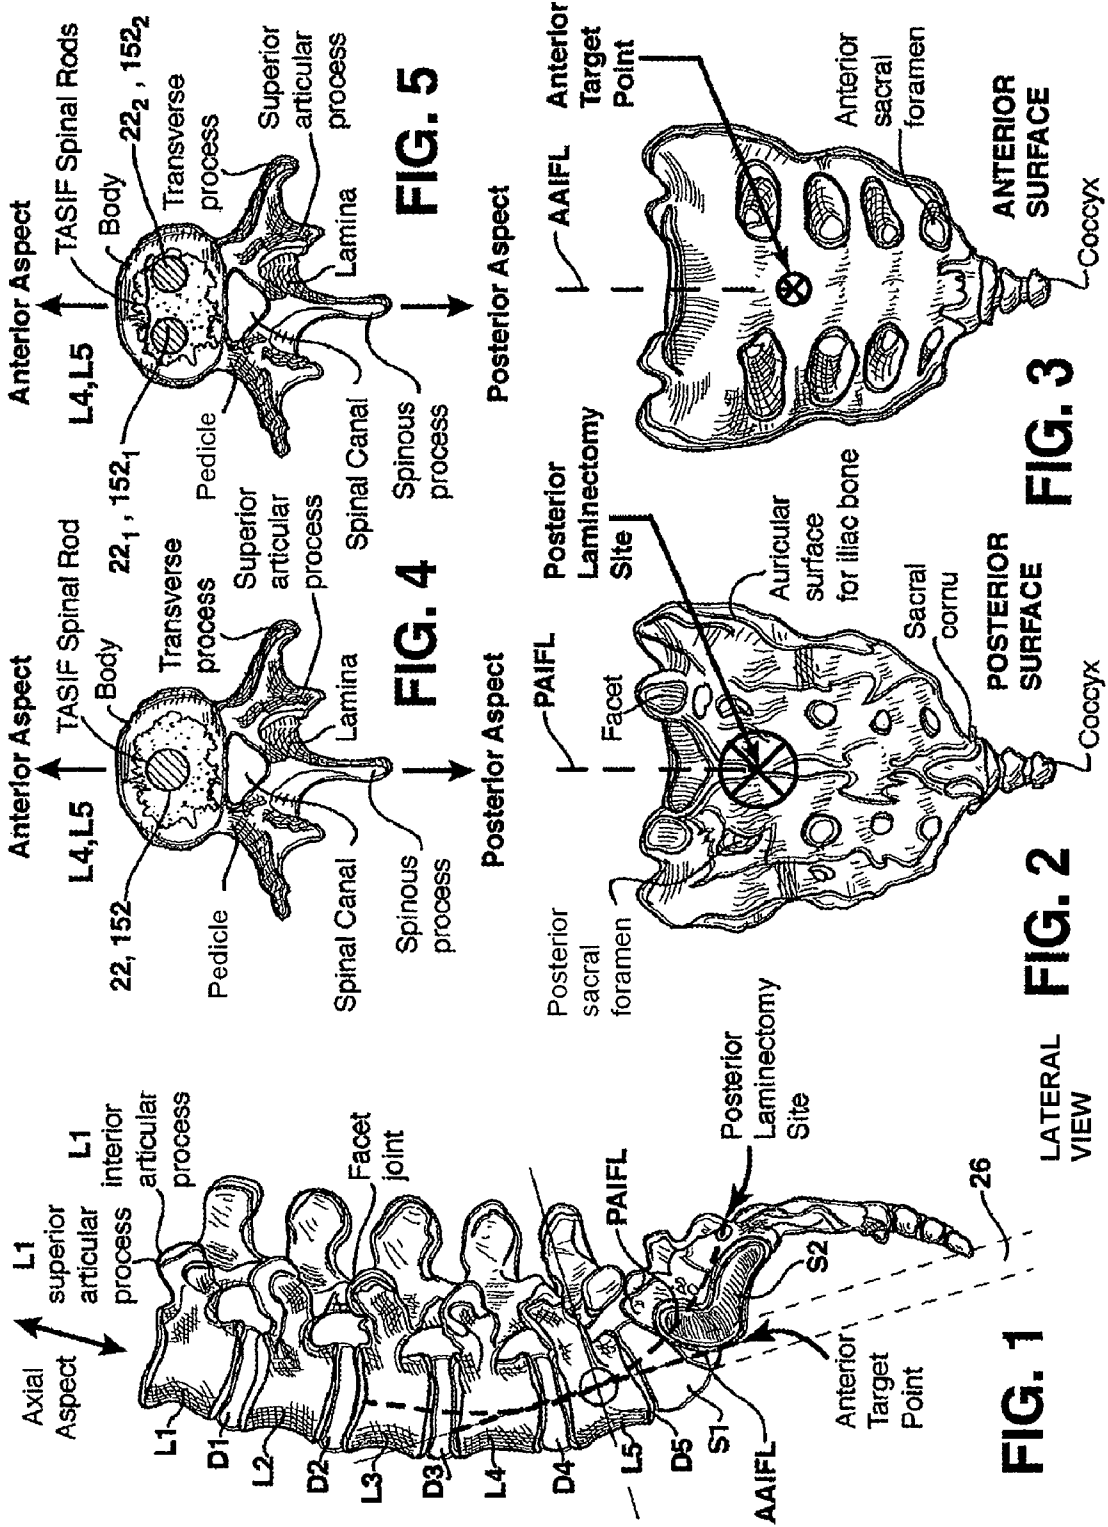 Axial
Aspect
L1
superior
articular
process
L1
interior
articular
process
Facet
joint
L1
D1
L2
D2
L3
D3
L4
D4
L5
D5
S1
AAIFL
PAIFL
Posterior
Laminectomy
Site
S2
Anterior
Target
Point
26
LATERAL
VIEW
FIG. 1
Posterior
sacral
foramen
Facet
PAIFL
Posterior
Laminectomy
Site
Auricular
surface
for iliac bone
Sacral
cornu
Coccyx
POSTERIOR
SURFACE
FIG. 2
AAIFL
Anterior
Target
Point
Anterior
sacral
foramen
Coccyx
ANTERIOR
SURFACE
FIG. 3
Anterior Aspect
L4, L5
TASIF Spinal Rod
Body
22, 152
Transverse
process
Superior
articular
process
Pedicle
Lamina
Spinal Canal
Spinous
process
Posterior Aspect
FIG. 4
Anterior Aspect
L4, L5
TASIF Spinal Rods
Body
22₁, 152₁
22₂, 152₂
Transverse
process
Superior
articular
process
Pedicle
Lamina
Spinal Canal
Spinous
process
Posterior Aspect
FIG. 5